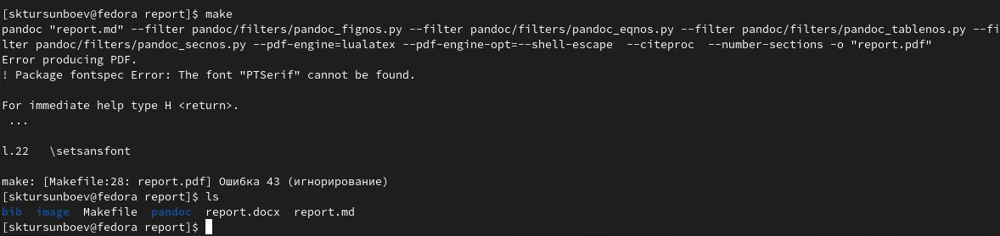 [sktursunboev@fedora report]$ make
pandoc "report.md" --filter pandoc/filters/pandoc_fignos.py --filter pandoc/filters/pandoc_eqnos.py --filter pandoc/filters/pandoc_tablenos.py --fi
lter pandoc/filters/pandoc_secnos.py --pdf-engine=lualatex --pdf-engine-opt=--shell-escape  --citeproc  --number-sections -o "report.pdf"
Error producing PDF.
! Package fontspec Error: The font "PTSerif" cannot be found.

For immediate help type H <return>.
 ...

l.22   \setsansfont

make: [Makefile:28: report.pdf] Ошибка 43 (игнорирование)
[sktursunboev@fedora report]$ ls
bib  image  Makefile  pandoc  report.docx  report.md
[sktursunboev@fedora report]$